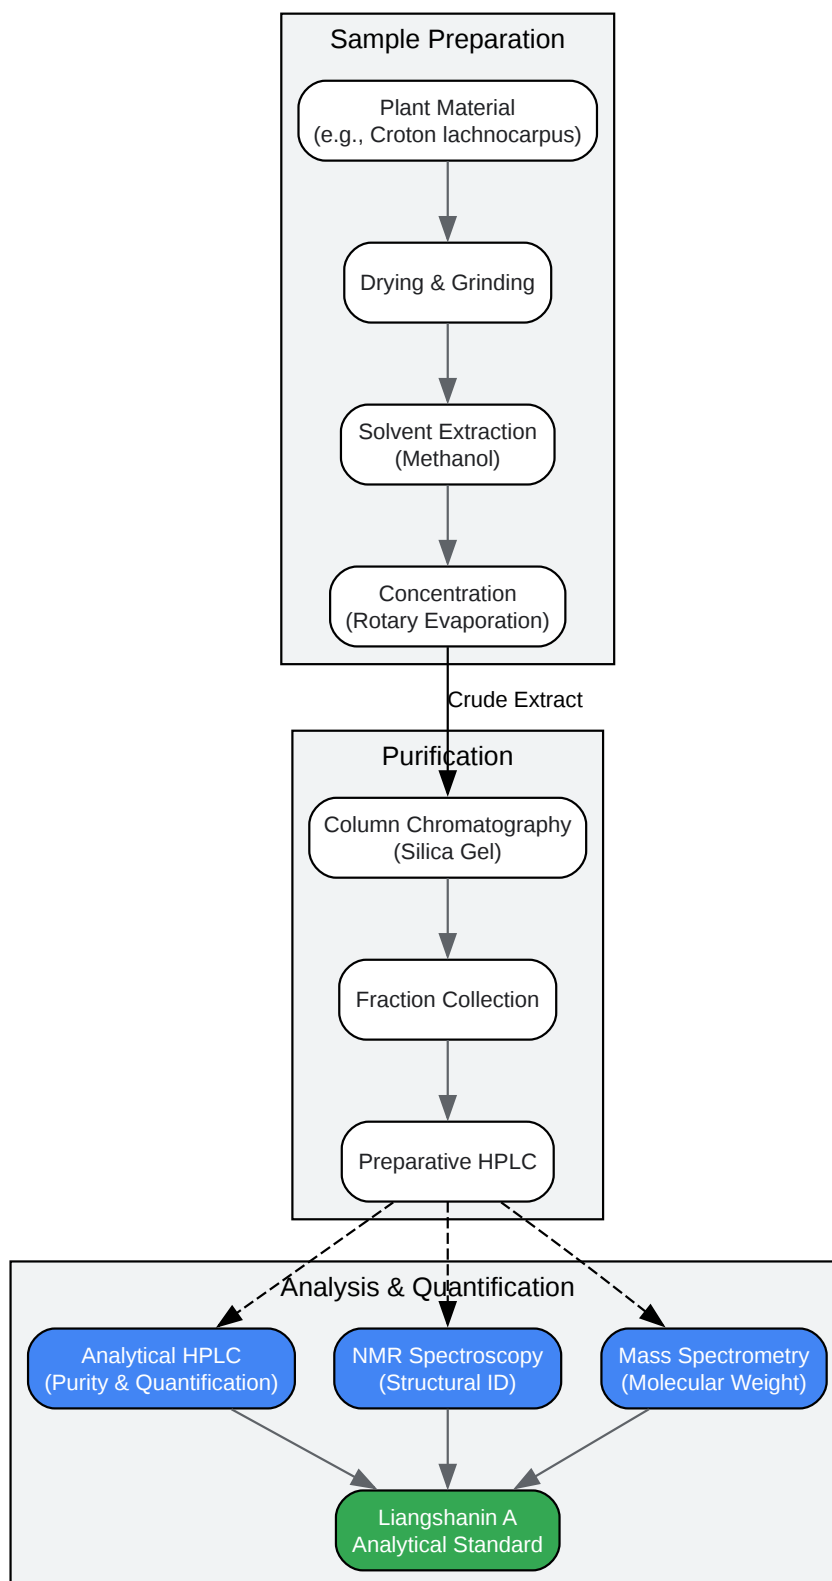 Sample Preparation
Plant Material
(e.g., Croton lachnocarpus)
Drying & Grinding
Solvent Extraction
(Methanol)
Concentration
(Rotary Evaporation)
Crude Extract
Purification
Column Chromatography
(Silica Gel)
Fraction Collection
Preparative HPLC
Analysis & Quantification
Analytical HPLC
(Purity & Quantification)
NMR Spectroscopy
(Structural ID)
Mass Spectrometry
(Molecular Weight)
Liangshanin A
Analytical Standard